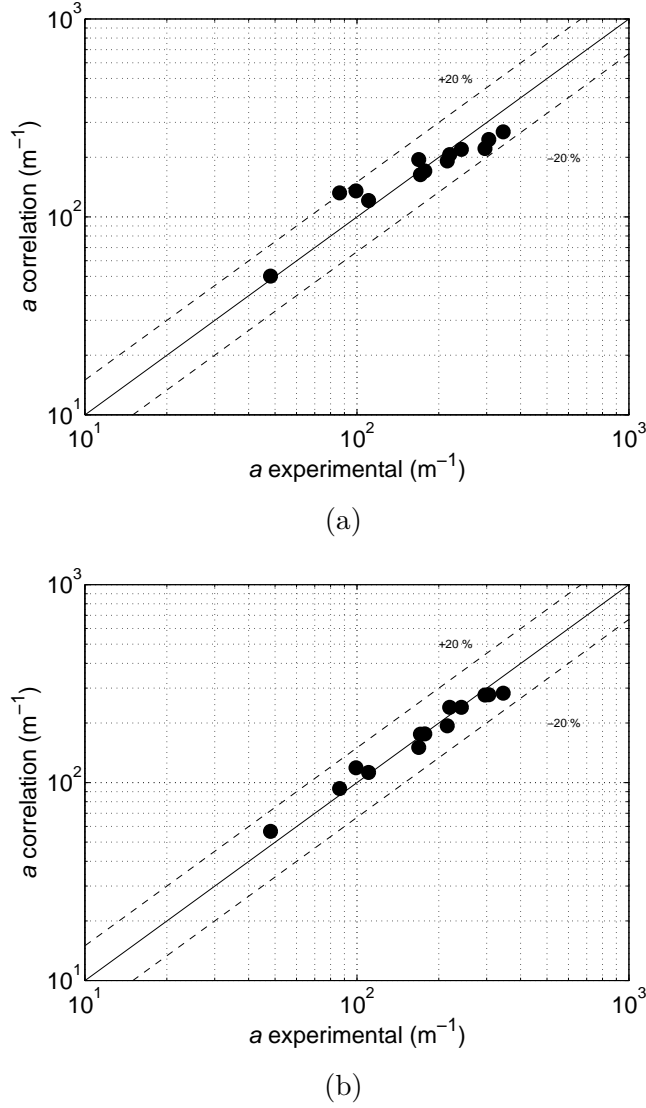 10³
+20 %
−20 %
10²
10¹
10¹ 10² 10³
a correlation (m⁻¹)
a experimental (m⁻¹)
(a)
10³
+20 %
−20 %
10²
10¹
10¹ 10² 10³
a correlation (m⁻¹)
a experimental (m⁻¹)
(b)